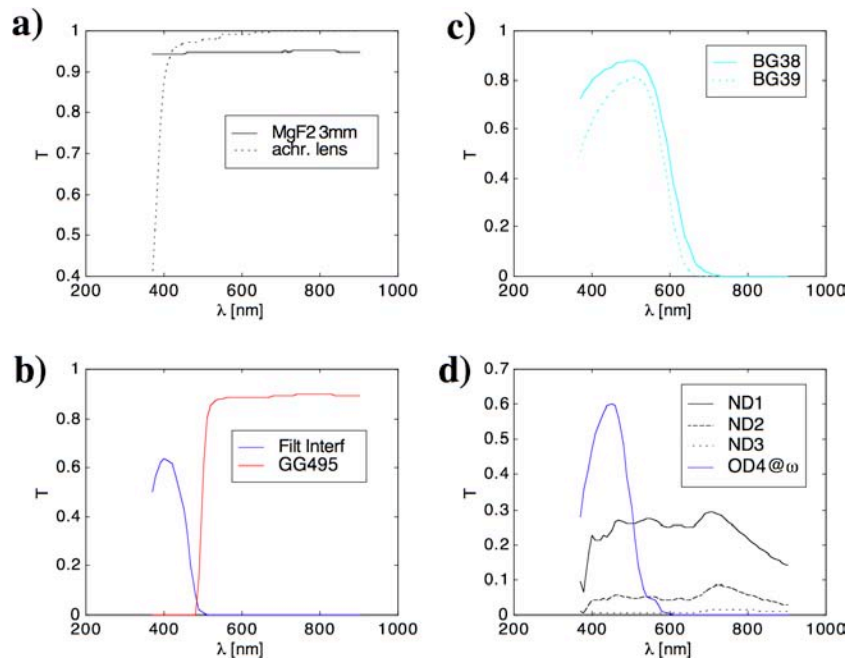 a)
1
0.9
0.8
0.7
0.6
0.5
0.4
T
MgF2 3mm
achr. lens
200 400 600 800 1000
λ [nm]
c)
1
0.8
0.6
0.4
0.2
0
T
BG38
BG39
200 400 600 800 1000
λ [nm]
b)
1
0.8
0.6
0.4
0.2
0
T
Filt Interf
GG495
200 400 600 800 1000
λ [nm]
d)
0.7
0.6
0.5
0.4
0.3
0.2
0.1
0
T
ND1
ND2
ND3
OD4@ω
200 400 600 800 1000
λ [nm]